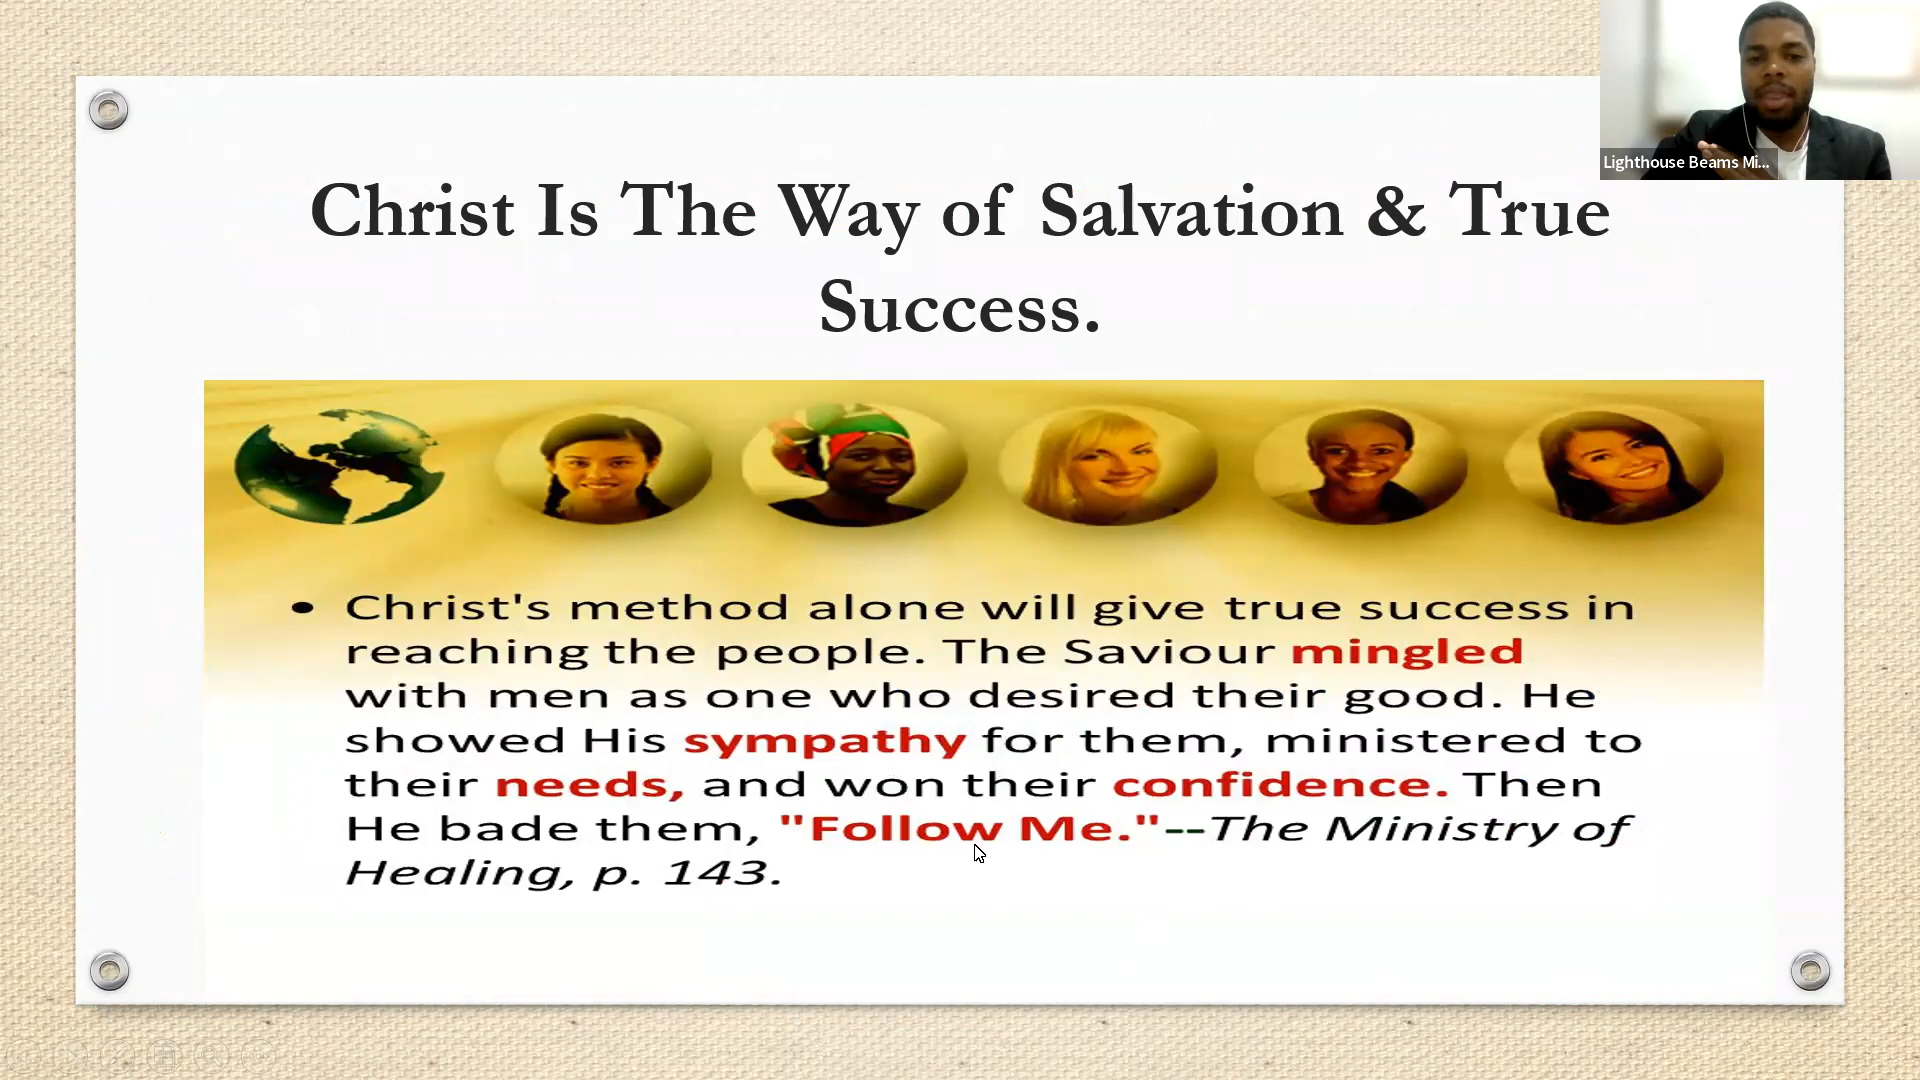 Lighthouse Beams Mi...
Christ Is The Way of Salvation & True
Success.
• Christ's method alone will give true success in
reaching the people. The Saviour mingled
with men as one who desired their good. He
showed His sympathy for them, ministered to
their needs, and won their confidence. Then
He bade them, "Follow Me."--The Ministry of
Healing, p. 143.